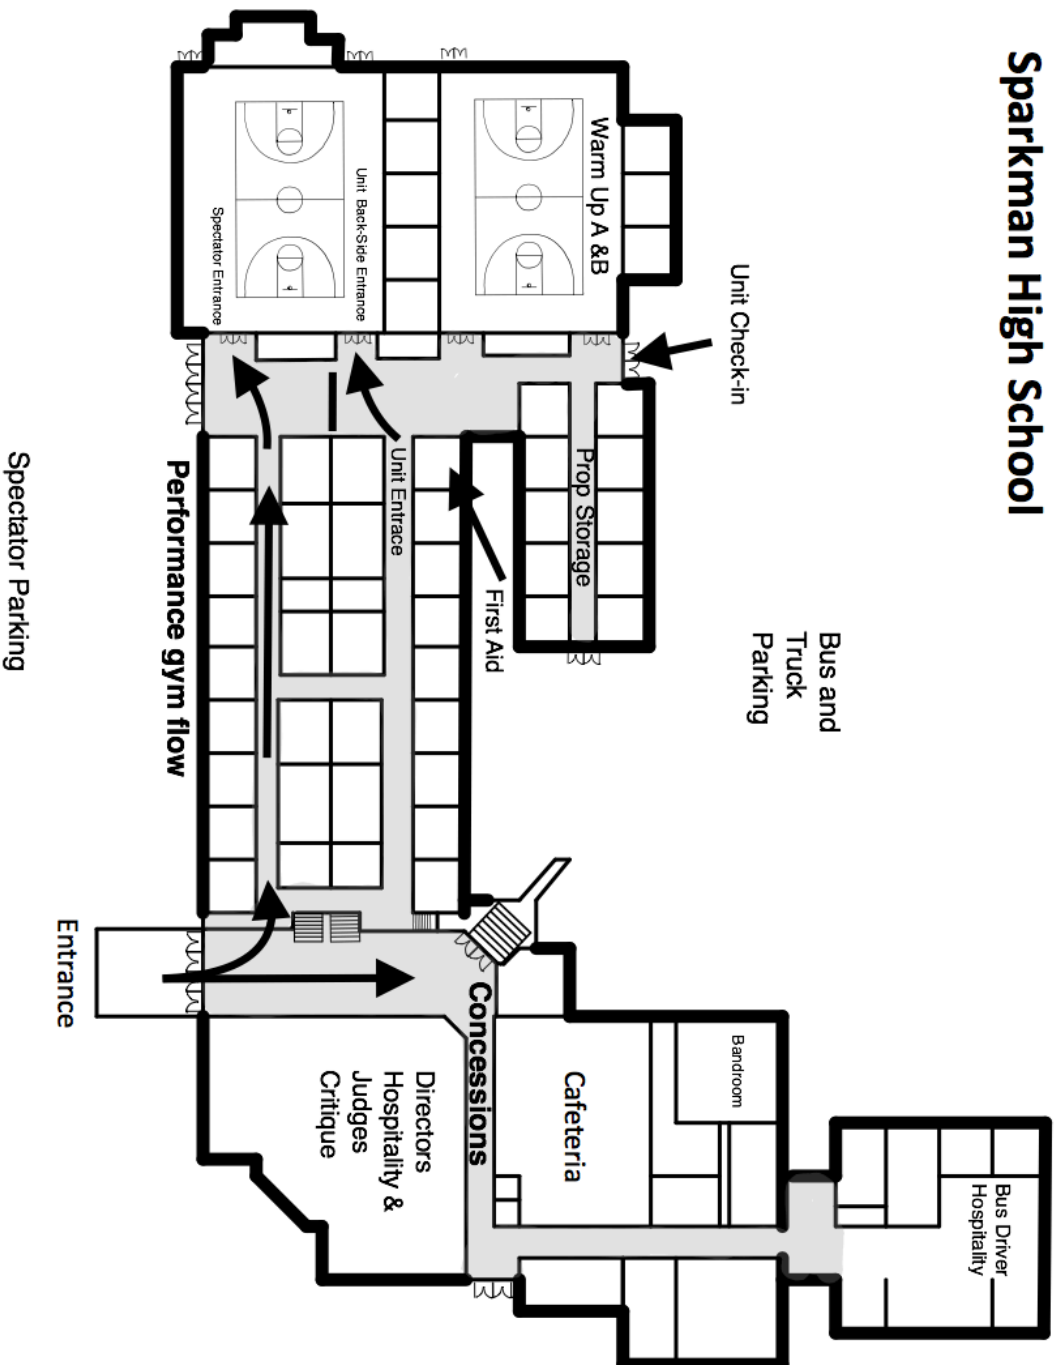 Sparkman High School
Unit Check-in
Bus and
Truck
Parking
Warm Up A &B
Prop Storage
First Aid
Unit Back-Side Entrance
Unit Entrace
Spectator Entrance
Performance gym flow
Spectator Parking
Entrance
Concessions
Cafeteria
Bandroom
Directors
Hospitality &
Judges
Critique
Bus Driver
Hospitality